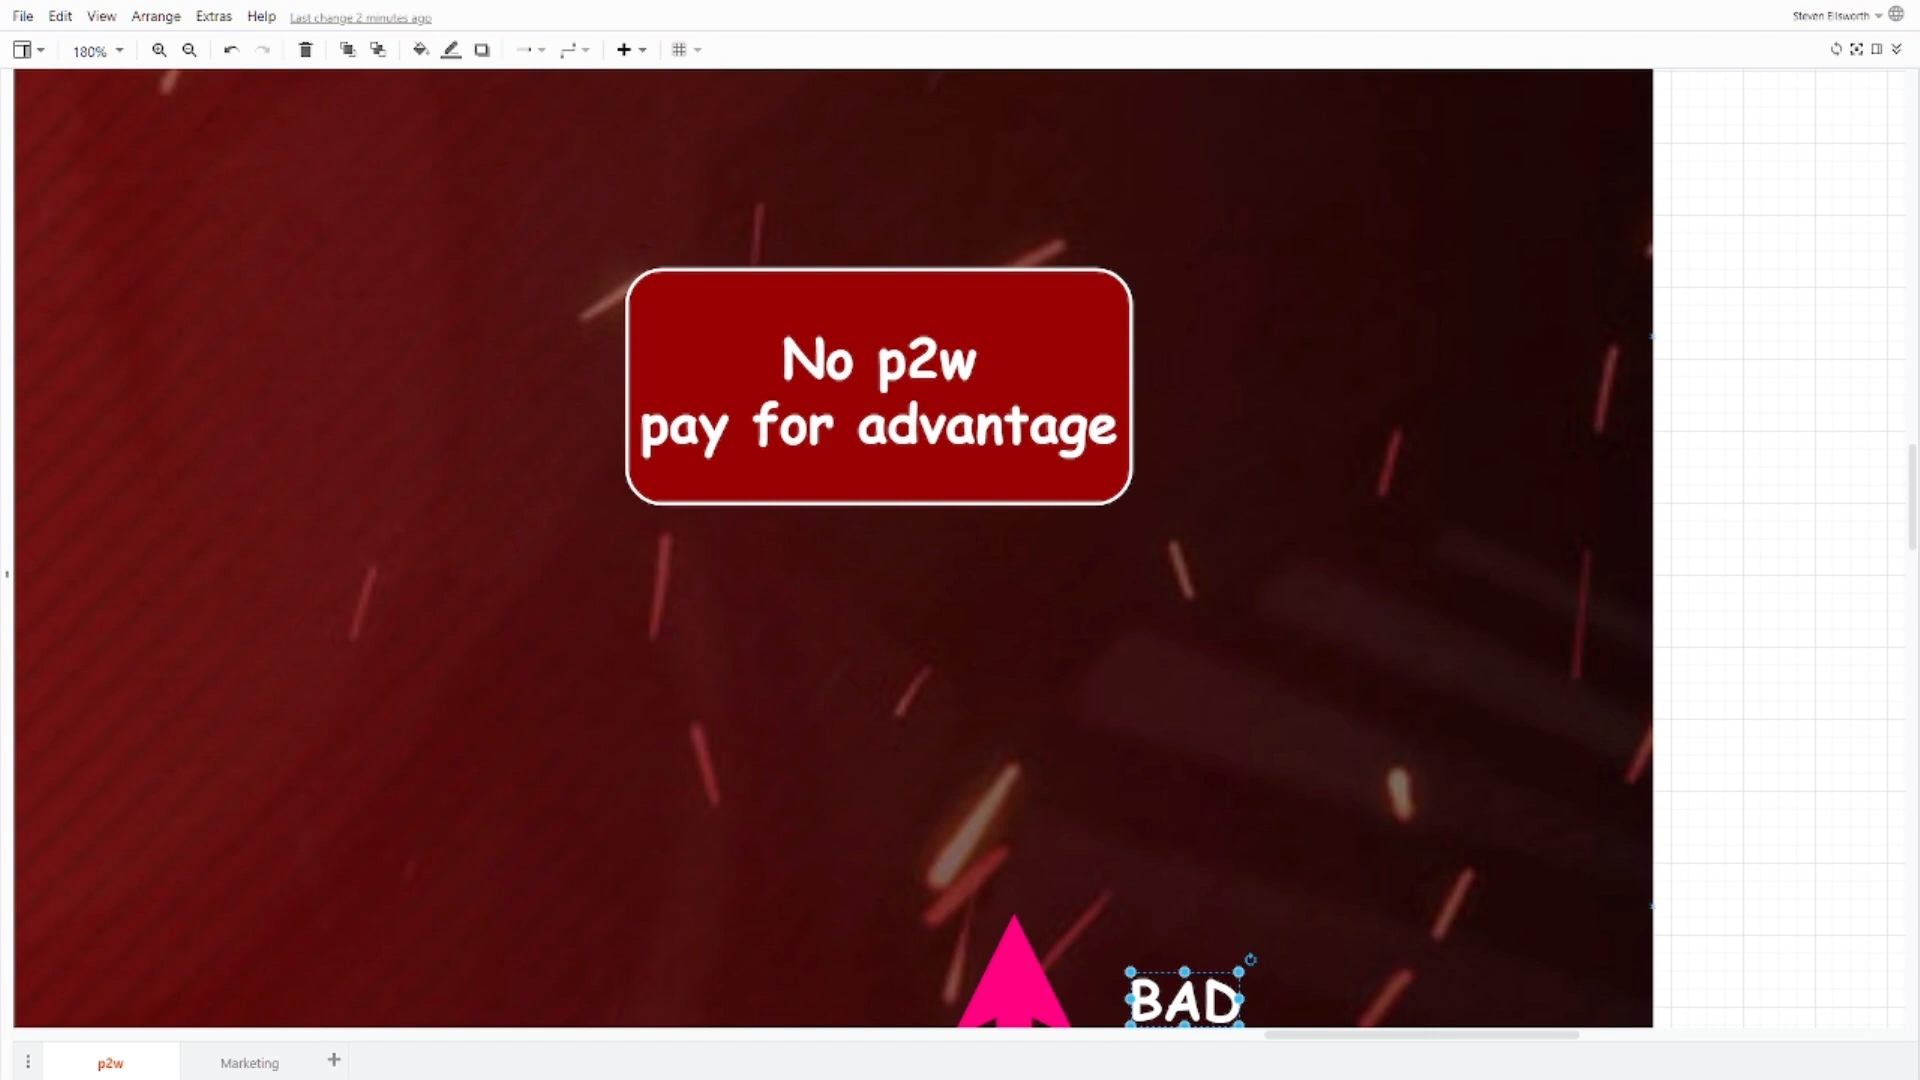 File Edit View Arrange Extras Help Last change 2 minutes ago Steven Ellsworth
180%
No p2w
pay for advantage
BAD
p2w Marketing